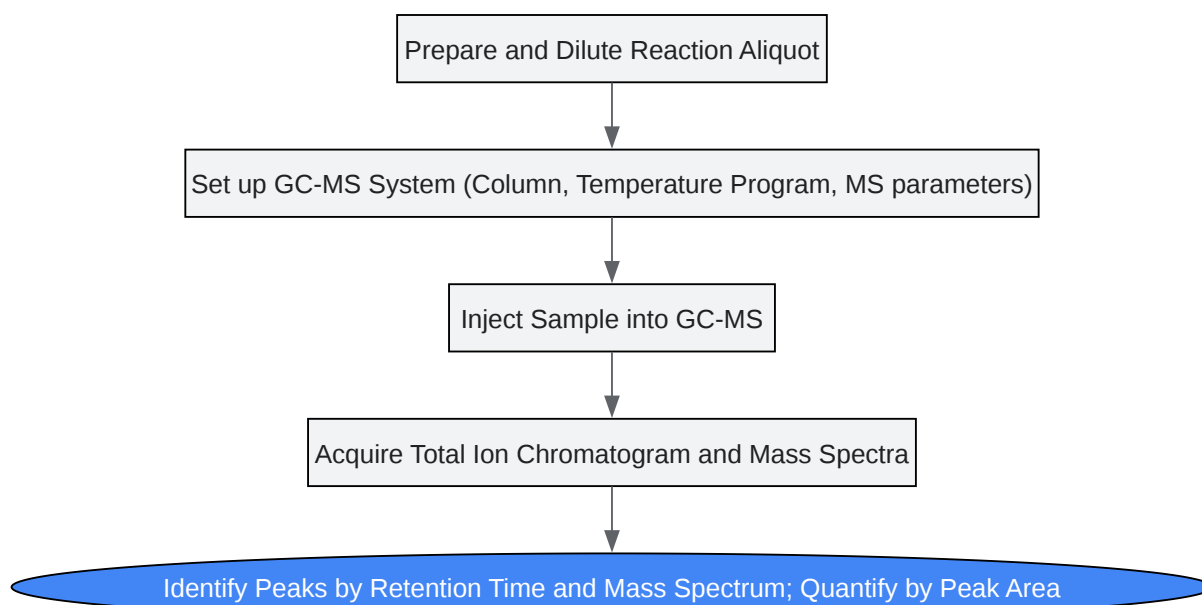 Prepare and Dilute Reaction Aliquot
Set up GC-MS System (Column, Temperature Program, MS parameters)
Inject Sample into GC-MS
Acquire Total Ion Chromatogram and Mass Spectra
Identify Peaks by Retention Time and Mass Spectrum; Quantify by Peak Area